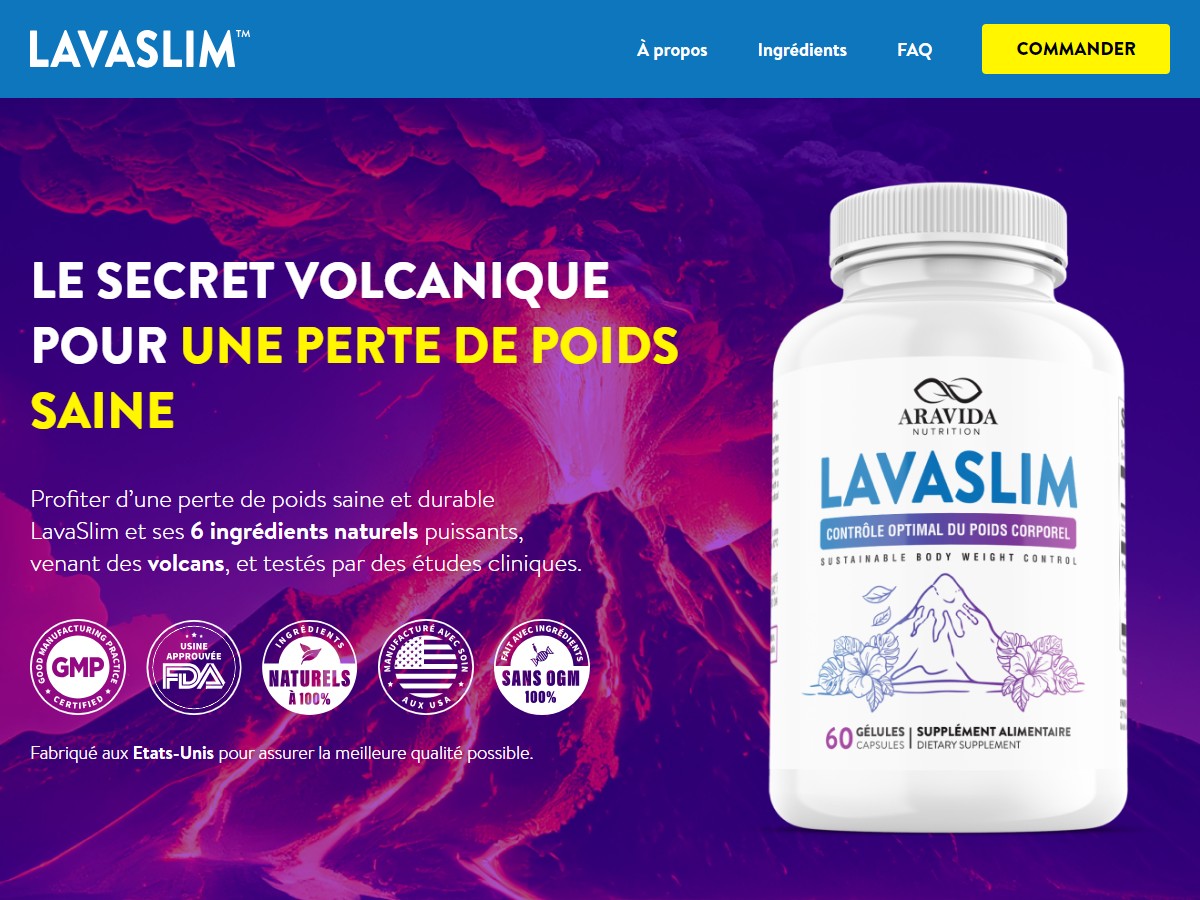 LAVASLIM™
À propos
Ingrédients
FAQ
COMMANDER
LE SECRET VOLCANIQUE
POUR UNE PERTE DE POIDS
SAINE
Profiter d’une perte de poids saine et durable
LavaSlim et ses 6 ingrédients naturels puissants,
venant des volcans, et testés par des études cliniques.
GOOD MANUFACTURING PRACTICE
GMP
CERTIFIED
USINE
APPROUVÉE
FDA
INGRÉDIENTS
NATURELS
À 100%
MANUFACTURÉ AVEC SOIN
AUX USA
FAIT AVEC INGRÉDIENTS
SANS OGM
100%
Fabriqué aux Etats-Unis pour assurer la meilleure qualité possible.
ARAVIDA
NUTRITION
LAVASLIM
CONTRÔLE OPTIMAL DU POIDS CORPOREL
SUSTAINABLE BODY WEIGHT CONTROL
60 GÉLULES | SUPPLÉMENT ALIMENTAIRE
CAPSULES | DIETARY SUPPLEMENT